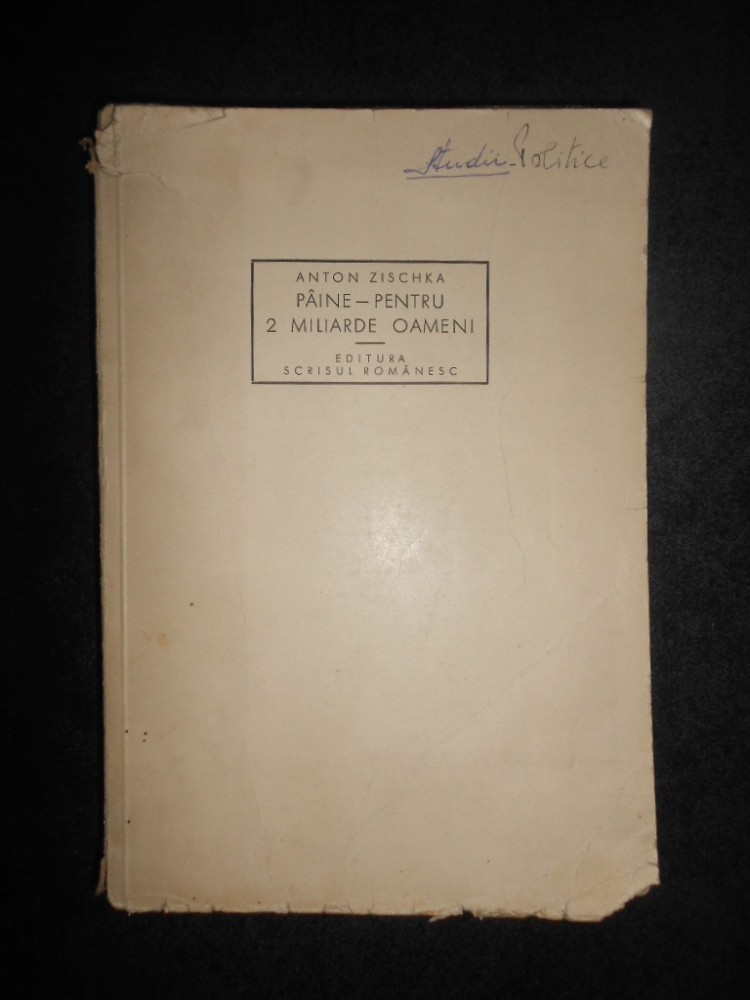 Studii-Politice
ANTON ZISCHKA
PÂINE — PENTRU
2 MILIARDE OAMENI
EDITURA
SCRISUL ROMÂNESC